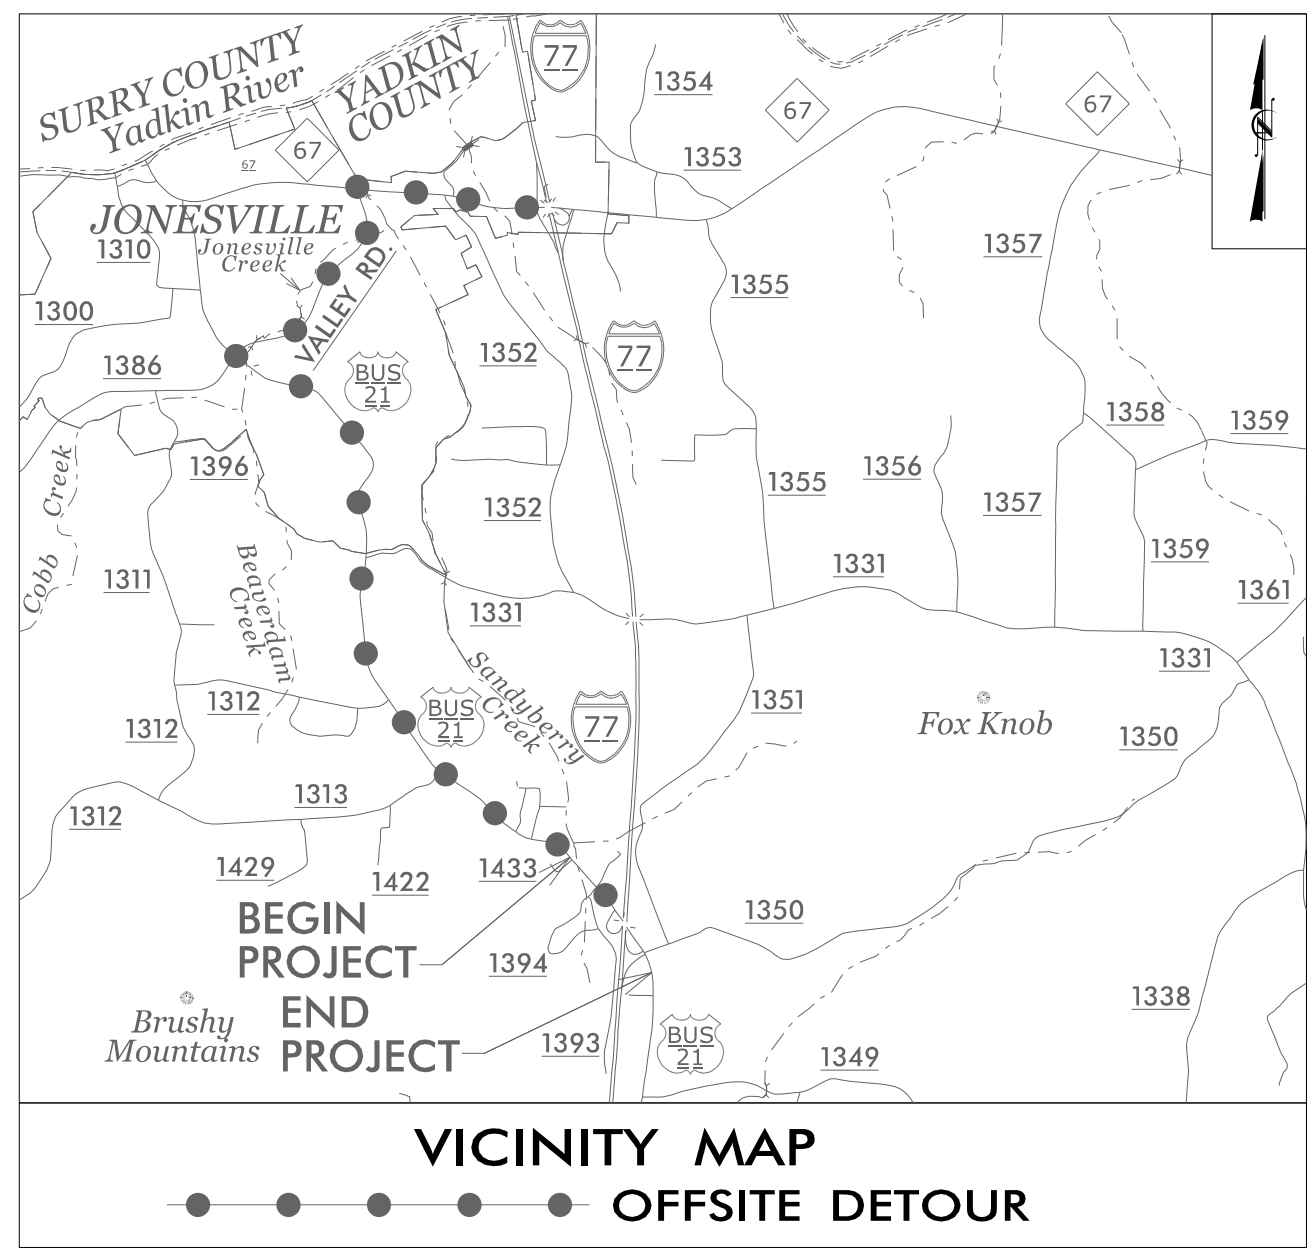 SURRY COUNTY
Yadkin River
YADKIN
COUNTY
77
1354
67
67
N
67
67
1353
JONESVILLE
Jonesville
Creek
1310
VALLEY RD.
1357
1355
1300
77
1352
1386
BUS
21
1358
1359
Cobb Creek
1396
1356
1355
1352
1357
Beaverdam
Creek
1311
1331
1359
1361
1331
Sandyberry
Creek
1331
1312
1312
BUS
21
77
1351
Fox Knob
1350
1313
1312
1429
1422
1433
BEGIN
PROJECT
1350
1394
Brushy
Mountains
END
PROJECT
1393
BUS
21
1349
1338
VICINITY MAP
OFFSITE DETOUR